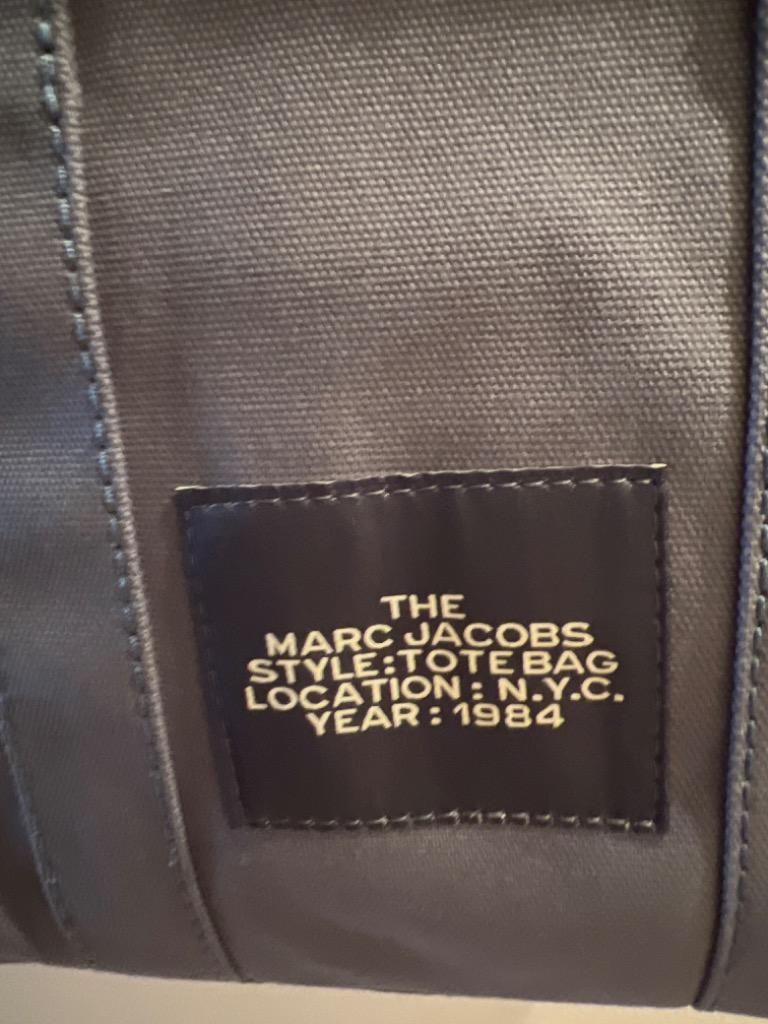 THE
MARC JACOBS
STYLE:TOTE BAG
LOCATION: N.Y.C.
YEAR: 1984